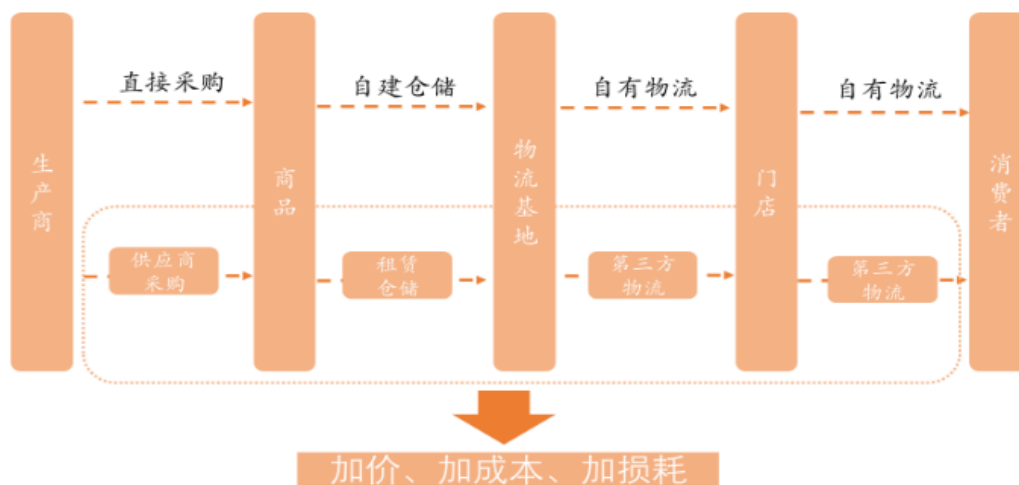 直接采购
自建仓储
自有物流
自有物流
生产商
商品
物流基地
门店
消费者
供应商
采购
租赁
仓储
第三方
物流
第三方
物流
加价、加成本、加损耗